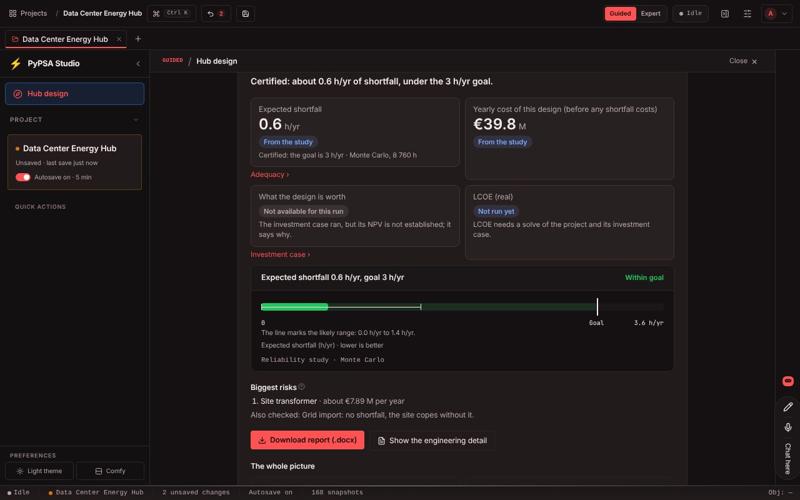 Projects / Data Center Energy Hub ⌘ Ctrl K 2 Guided Expert Idle A
Data Center Energy Hub × +
PyPSA Studio
GUIDED / Hub design Close ×
Hub design
PROJECT
Data Center Energy Hub
Unsaved · last save just now
Autosave on · 5 min
QUICK ACTIONS
Certified: about 0.6 h/yr of shortfall, under the 3 h/yr goal.
Expected shortfall
0.6 h/yr
From the study
Certified: the goal is 3 h/yr · Monte Carlo, 8 760 h
Adequacy ›
Yearly cost of this design (before any shortfall costs)
€39.8 M
From the study
What the design is worth
Not available for this run
The investment case ran, but its NPV is not established; it
says why.
Investment case ›
LCOE (real)
Not run yet
LCOE needs a solve of the project and its investment
case.
Expected shortfall 0.6 h/yr, goal 3 h/yr Within goal
0 Goal 3.6 h/yr
The line marks the likely range: 0.0 h/yr to 1.4 h/yr.
Expected shortfall (h/yr) · lower is better
Reliability study · Monte Carlo
Biggest risks
1. Site transformer · about €7.89 M per year
Also checked: Grid import: no shortfall, the site copes without it.
Download report (.docx) Show the engineering detail
The whole picture
Chat here
PREFERENCES
Light theme Comfy
Idle Data Center Energy Hub 2 unsaved changes Autosave on 168 snapshots Obj: —